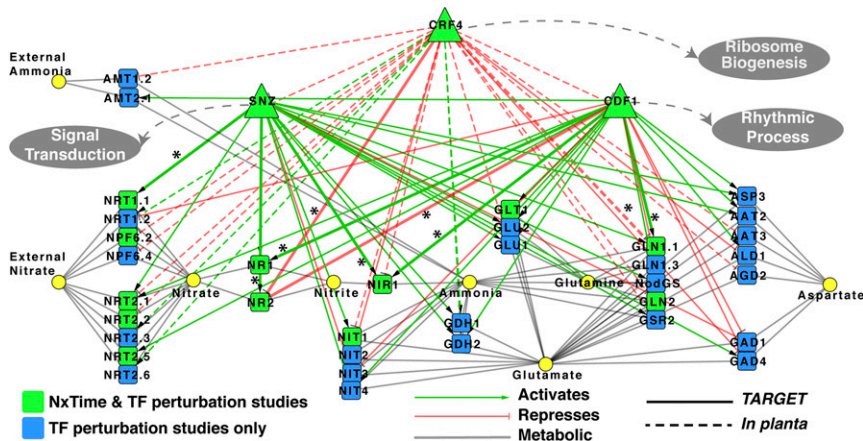 CRF4
External
Ammonia
AMT1.2
AMT2.1
Ribosome
Biogenesis
SNZ
CDF1
Signal
Transduction
Rhythmic
Process
*
NRT1.1
NRT1.2
NPF6.2
NPF6.4
*
*
*
*
*
GLT1
GLU2
GLU1
*
ASP3
AAT2
AAT3
ALD1
AGD2
GLN1.1
GLN1.3
NodGS
GLN2
GSR2
External
Nitrate
Nitrate
NR1
*
NR2
Nitrite
NIR1
Ammonia
Glutamine
Aspartate
NRT2.1
NRT2.2
NRT2.3
NRT2.5
NRT2.6
NIT1
NIT2
NIT3
NIT4
GDH1
GDH2
GAD1
GAD4
Glutamate
NxTime & TF perturbation studies
TF perturbation studies only
Activates
Represses
Metabolic
TARGET
In planta